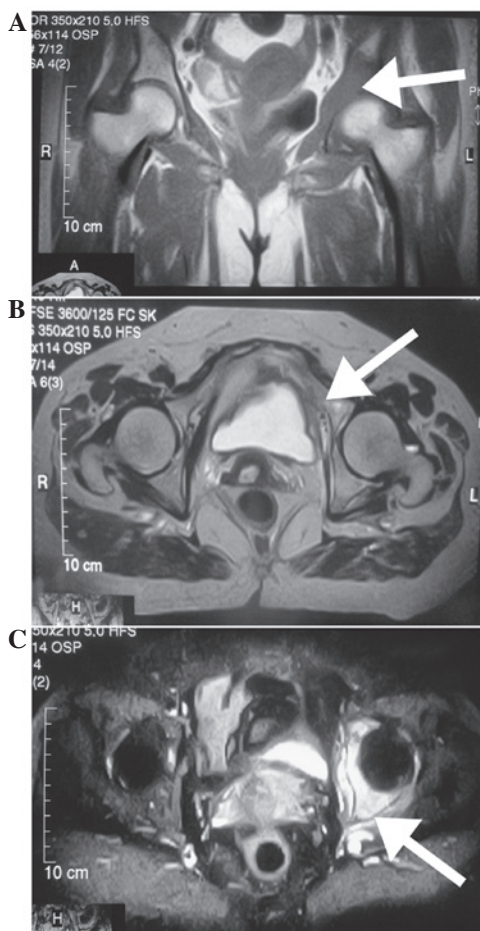 A
OR 350x210 5,0 HFS
56x114 OSP
7/12
SA 4(2)
Ph
R
L
10 cm
A
B
FSE 3600/125 FC SK
S 350x210 5,0 HFS
x114 OSP
7/14
A 6(3)
R
L
10 cm
H
C
50x210 5,0 HFS
14 OSP
4
(2)
10 cm
H